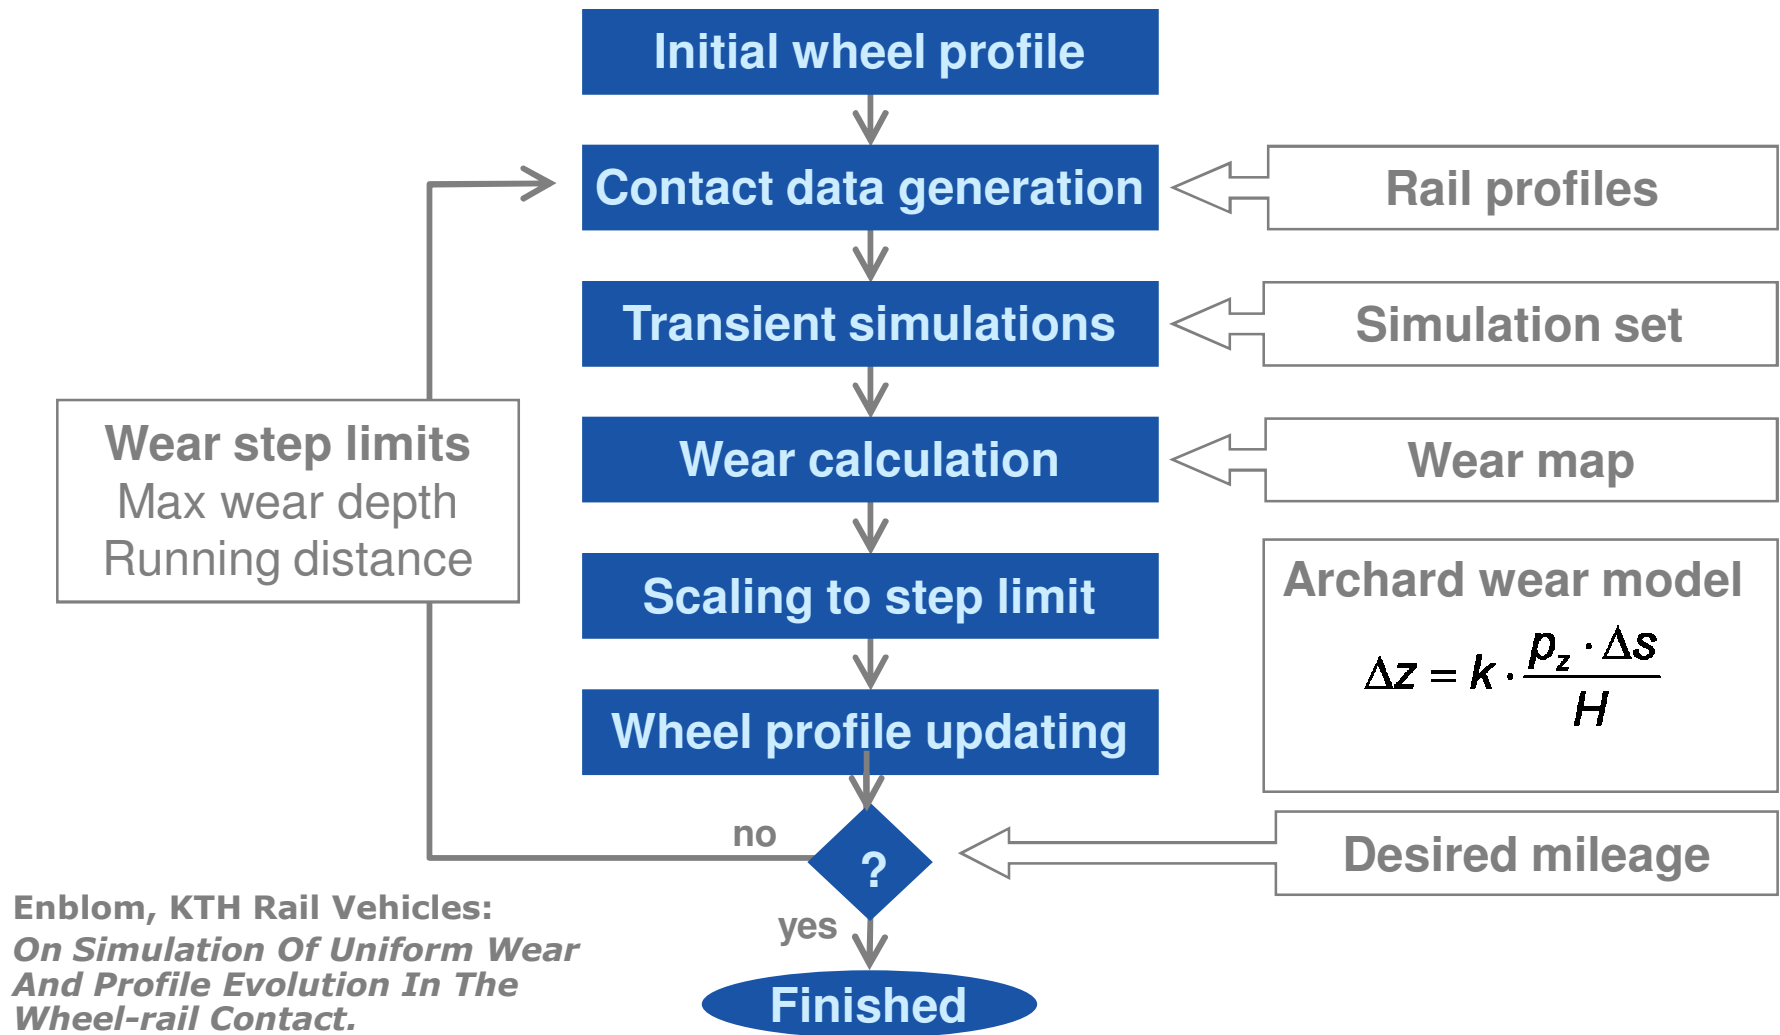 Initial wheel profile
Contact data generation
Rail profiles
Transient simulations
Simulation set
Wear step limits
Max wear depth
Running distance
Wear calculation
Wear map
Scaling to step limit
Archard wear model
Δz = k · p_z · Δs / H
Wheel profile updating
no
?
Desired mileage
yes
Finished
Enblom, KTH Rail Vehicles:
On Simulation Of Uniform Wear
And Profile Evolution In The
Wheel-rail Contact.